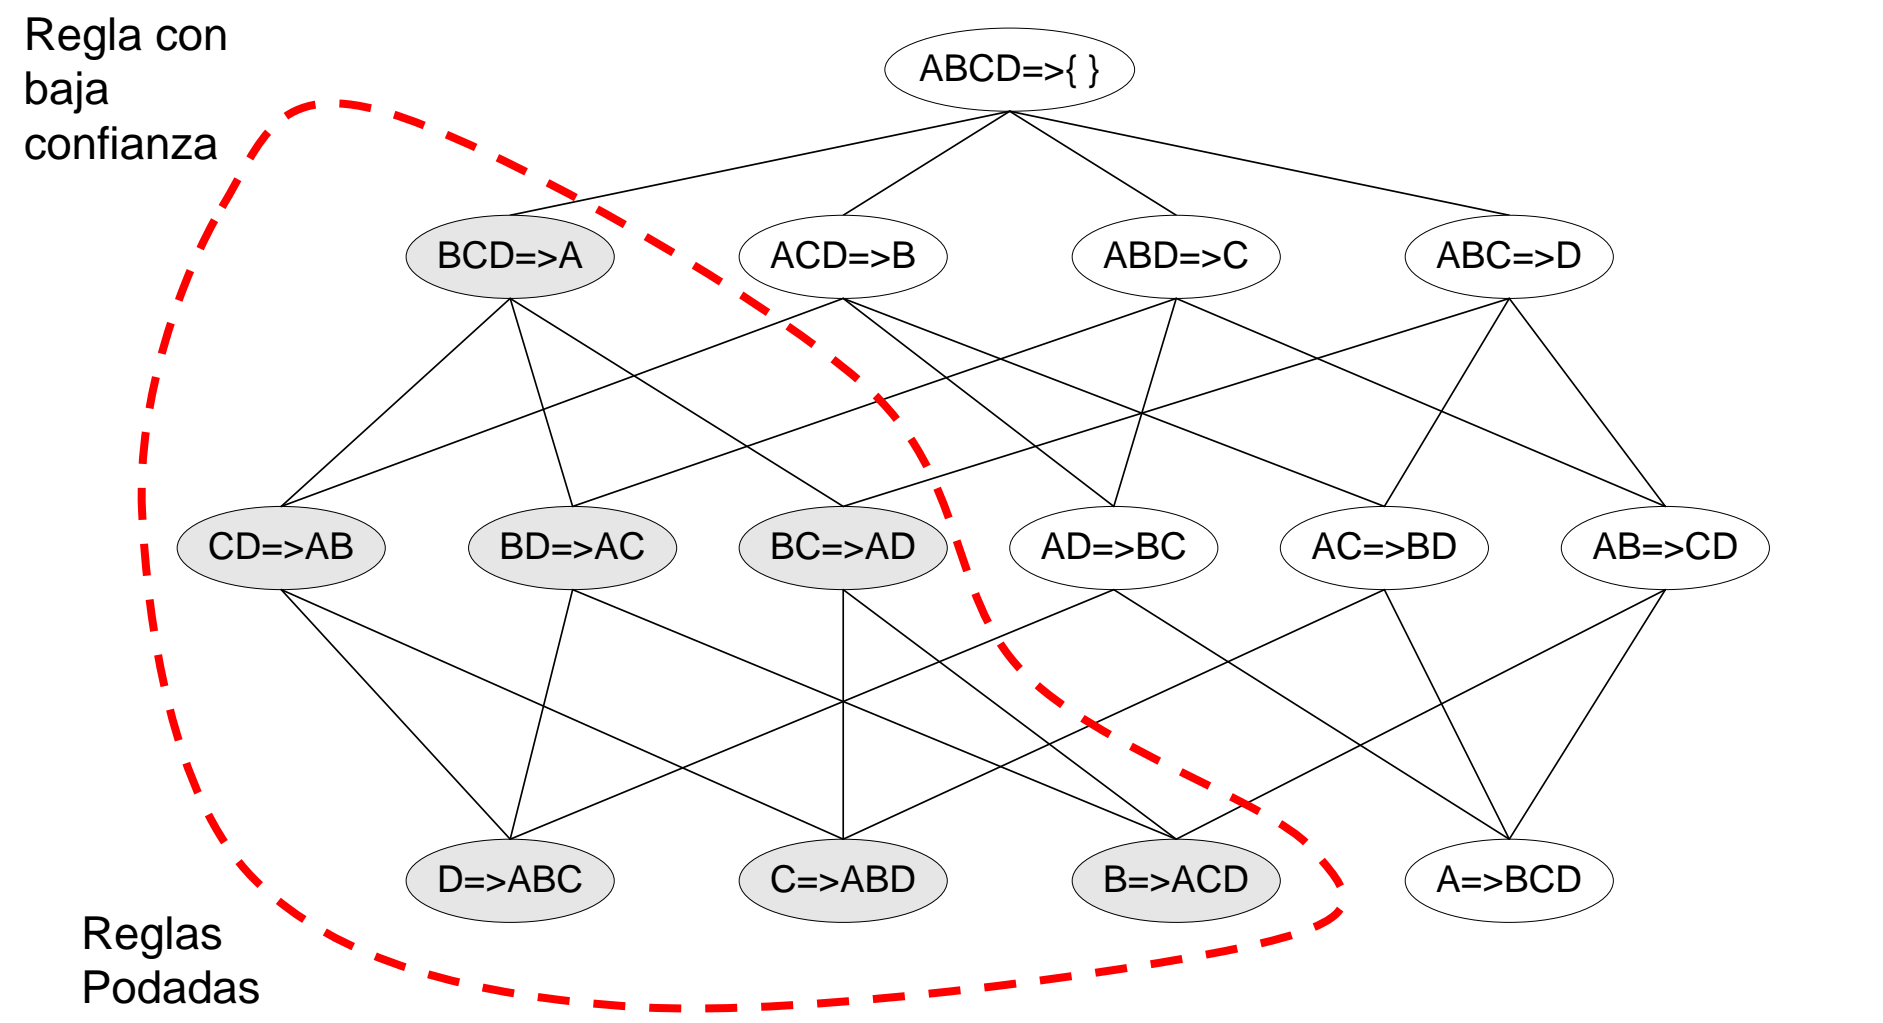 Regla con
baja
confianza
ABCD=>{ }
BCD=>A
ACD=>B
ABD=>C
ABC=>D
CD=>AB
BD=>AC
BC=>AD
AD=>BC
AC=>BD
AB=>CD
D=>ABC
C=>ABD
B=>ACD
A=>BCD
Reglas
Podadas